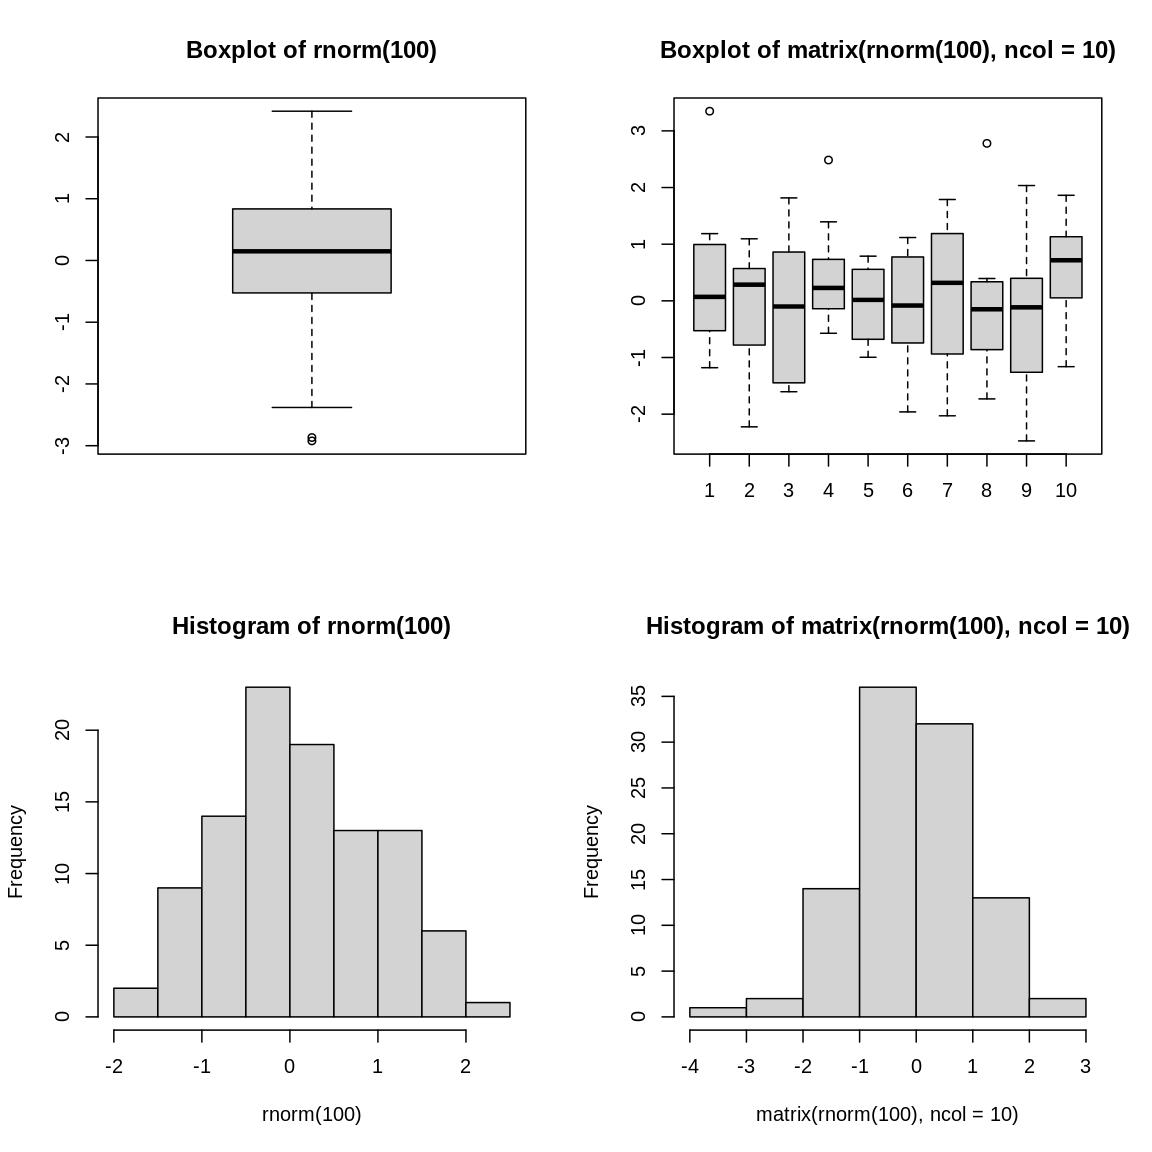 Boxplot of rnorm(100)
2
1
0
-1
-2
-3
Boxplot of matrix(rnorm(100), ncol = 10)
3
2
1
0
-1
-2
1 2 3 4 5 6 7 8 9 10
Histogram of rnorm(100)
Frequency
20
15
10
5
0
-2 -1 0 1 2
rnorm(100)
Histogram of matrix(rnorm(100), ncol = 10)
Frequency
35
30
25
20
15
10
5
0
-4 -3 -2 -1 0 1 2 3
matrix(rnorm(100), ncol = 10)